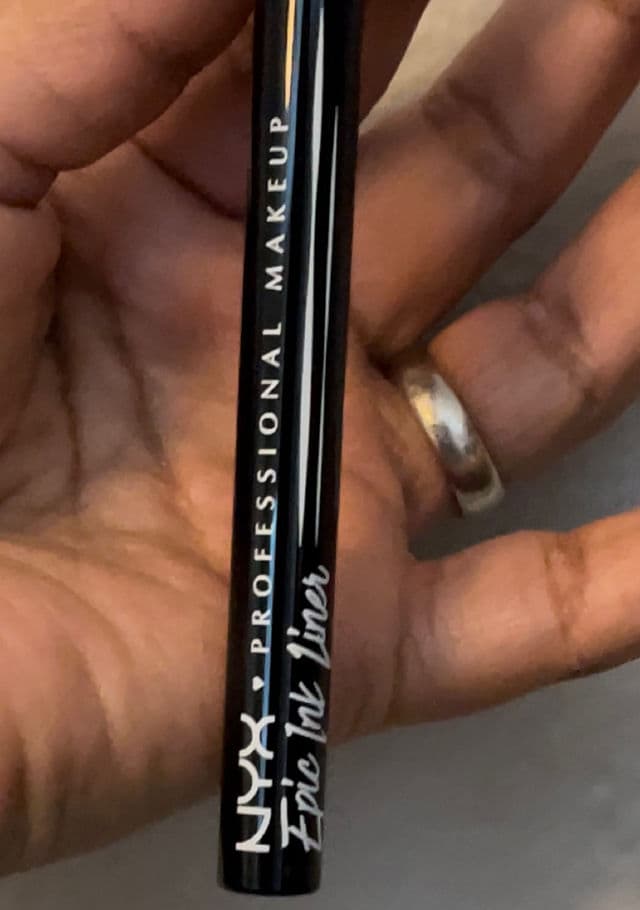 NYX ♥ PROFESSIONAL MAKEUP
Epic Ink Liner